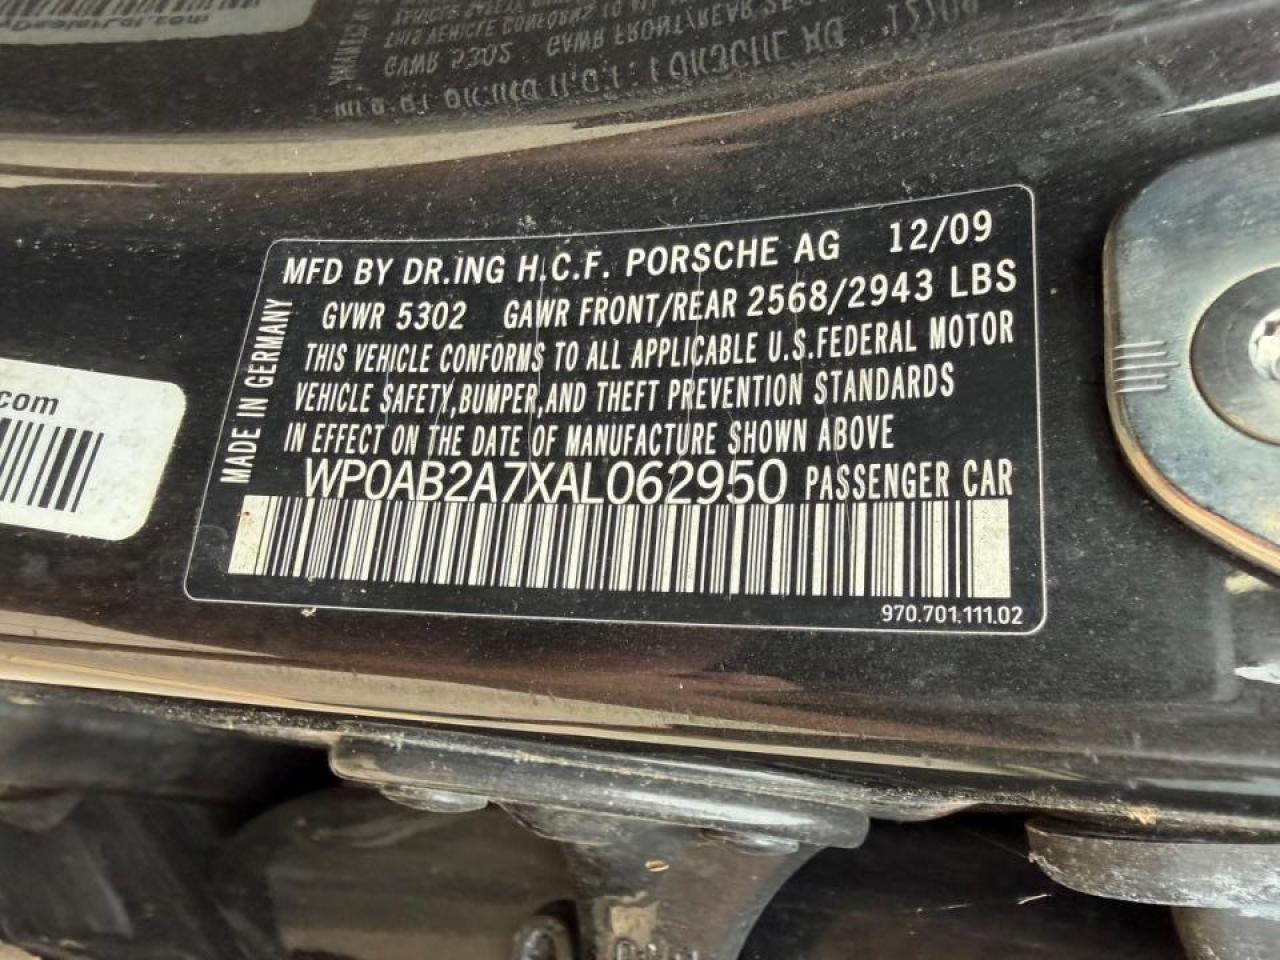 MFD BY DR.ING H.C.F. PORSCHE AG 12/09
GVWR 5302 GAWR FRONT/REAR 2568/2943 LBS
THIS VEHICLE CONFORMS TO ALL APPLICABLE U.S.FEDERAL MOTOR
VEHICLE SAFETY,BUMPER,AND THEFT PREVENTION STANDARDS
IN EFFECT ON THE DATE OF MANUFACTURE SHOWN ABOVE
WP0AB2A7XAL062950 PASSENGER CAR
MADE IN GERMANY
970.701.111.02
.com